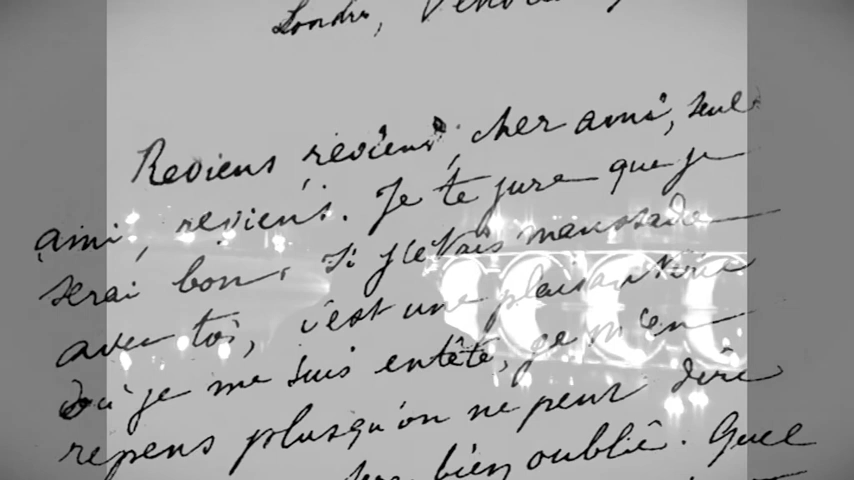 Londres,
Reviens, reviens, cher ami, seul
ami, reviens. Je te jure que je
serai bon. Si j'étais maussade
avec toi, c'est une plaisanterie
où je me suis entêté, je m'en
repens plusqu'on ne peut dire
bien oublié. Quel